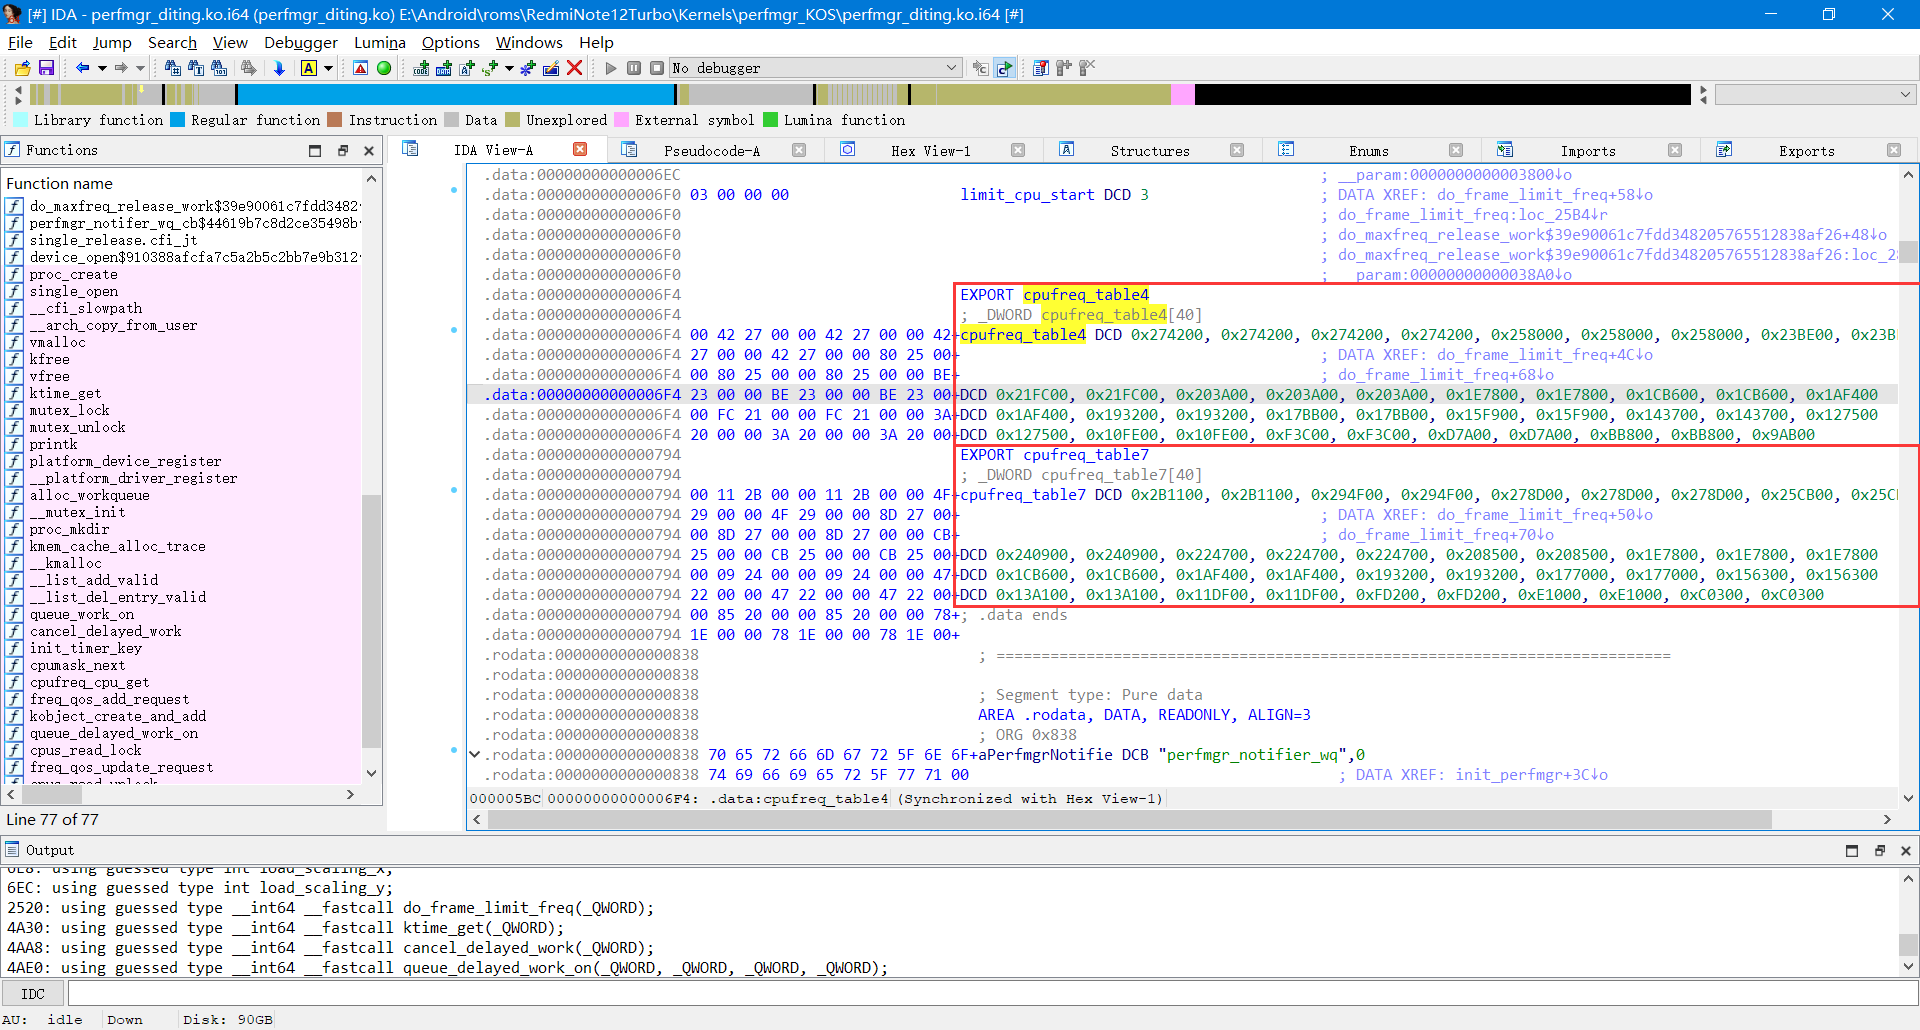 [#] IDA - perfmgr_diting.ko.i64 (perfmgr_diting.ko) E:\Android\roms\RedmiNote12Turbo\Kernels\perfmgr_KOS\perfmgr_diting.ko.i64 [#]
File Edit Jump Search View Debugger Lumina Options Windows Help
No debugger
Library function Regular function Instruction Data Unexplored External symbol Lumina function
Functions
Function name
do_maxfreq_release_work$39e90061c7fdd3482
perfmgr_notifer_wq_cb$44619b7c8d2ce35498b
single_release.cfi_jt
device_open$910388afcfa7c5a2b5c2bb7e9b312
proc_create
single_open
__cfi_slowpath
__arch_copy_from_user
vmalloc
kfree
vfree
ktime_get
mutex_lock
mutex_unlock
printk
platform_device_register
__platform_driver_register
alloc_workqueue
__mutex_init
proc_mkdir
kmem_cache_alloc_trace
__kmalloc
__list_add_valid
__list_del_entry_valid
queue_work_on
cancel_delayed_work
init_timer_key
cpumask_next
cpufreq_cpu_get
freq_qos_add_request
kobject_create_and_add
queue_delayed_work_on
cpus_read_lock
freq_qos_update_request
Line 77 of 77
IDA View-A Pseudocode-A Hex View-1 Structures Enums Imports Exports
.data:00000000000006EC ; __param:0000000000003800↓o
.data:00000000000006F0 03 00 00 00 limit_cpu_start DCD 3 ; DATA XREF: do_frame_limit_freq+58↓o
.data:00000000000006F0 ; do_frame_limit_freq:loc_25B4↓r
.data:00000000000006F0 ; do_maxfreq_release_work$39e90061c7fdd348205765512838af26+48↓o
.data:00000000000006F0 ; do_maxfreq_release_work$39e90061c7fdd348205765512838af26:loc_2
.data:00000000000006F0 ; __param:00000000000038A0↓o
.data:00000000000006F4 EXPORT cpufreq_table4
.data:00000000000006F4 ; _DWORD cpufreq_table4[40]
.data:00000000000006F4 00 42 27 00 00 42 27 00 00 42+cpufreq_table4 DCD 0x274200, 0x274200, 0x274200, 0x274200, 0x258000, 0x258000, 0x258000, 0x23BE00, 0x23B
.data:00000000000006F4 27 00 00 42 27 00 00 80 25 00+ ; DATA XREF: do_frame_limit_freq+4C↓o
.data:00000000000006F4 00 80 25 00 00 80 25 00 00 BE+ ; do_frame_limit_freq+68↓o
.data:00000000000006F4 23 00 00 BE 23 00 00 BE 23 00+DCD 0x21FC00, 0x21FC00, 0x203A00, 0x203A00, 0x203A00, 0x1E7800, 0x1E7800, 0x1CB600, 0x1CB600, 0x1AF400
.data:00000000000006F4 00 FC 21 00 00 FC 21 00 00 3A+DCD 0x1AF400, 0x193200, 0x193200, 0x17BB00, 0x17BB00, 0x15F900, 0x15F900, 0x143700, 0x143700, 0x127500
.data:00000000000006F4 20 00 00 3A 20 00 00 3A 20 00+DCD 0x127500, 0x10FE00, 0x10FE00, 0xF3C00, 0xF3C00, 0xD7A00, 0xD7A00, 0xBB800, 0xBB800, 0x9AB00
.data:0000000000000794 EXPORT cpufreq_table7
.data:0000000000000794 ; _DWORD cpufreq_table7[40]
.data:0000000000000794 00 11 2B 00 00 11 2B 00 00 4F+cpufreq_table7 DCD 0x2B1100, 0x2B1100, 0x294F00, 0x294F00, 0x278D00, 0x278D00, 0x278D00, 0x25CB00, 0x25C
.data:0000000000000794 29 00 00 4F 29 00 00 8D 27 00+ ; DATA XREF: do_frame_limit_freq+50↓o
.data:0000000000000794 00 8D 27 00 00 8D 27 00 00 CB+ ; do_frame_limit_freq+70↓o
.data:0000000000000794 25 00 00 CB 25 00 00 CB 25 00+DCD 0x240900, 0x240900, 0x224700, 0x224700, 0x224700, 0x208500, 0x208500, 0x1E7800, 0x1E7800, 0x1E7800
.data:0000000000000794 00 09 24 00 00 09 24 00 00 47+DCD 0x1CB600, 0x1CB600, 0x1AF400, 0x1AF400, 0x193200, 0x193200, 0x177000, 0x177000, 0x156300, 0x156300
.data:0000000000000794 22 00 00 47 22 00 00 47 22 00+DCD 0x13A100, 0x13A100, 0x11DF00, 0x11DF00, 0xFD200, 0xFD200, 0xE1000, 0xE1000, 0xC0300, 0xC0300
.data:0000000000000794 00 85 20 00 00 85 20 00 00 78+; .data ends
.data:0000000000000794 1E 00 00 78 1E 00 00 78 1E 00+
.rodata:0000000000000838 ; ===========================================================================
.rodata:0000000000000838
.rodata:0000000000000838 ; Segment type: Pure data
.rodata:0000000000000838 AREA .rodata, DATA, READONLY, ALIGN=3
.rodata:0000000000000838 ; ORG 0x838
.rodata:0000000000000838 70 65 72 66 6D 67 72 5F 6E 6F+aPerfmgrNotifie DCB "perfmgr_notifier_wq",0
.rodata:0000000000000838 74 69 66 69 65 72 5F 77 71 00 ; DATA XREF: init_perfmgr+3C↓o
000005BC 00000000000006F4: .data:cpufreq_table4 (Synchronized with Hex View-1)
Output
6E8: using guessed type int load_scaling_x;
6EC: using guessed type int load_scaling_y;
2520: using guessed type __int64 __fastcall do_frame_limit_freq(_QWORD);
4A30: using guessed type __int64 __fastcall ktime_get(_QWORD);
4AA8: using guessed type __int64 __fastcall cancel_delayed_work(_QWORD);
4AE0: using guessed type __int64 __fastcall queue_delayed_work_on(_QWORD, _QWORD, _QWORD, _QWORD);
IDC
AU: idle Down Disk: 90GB